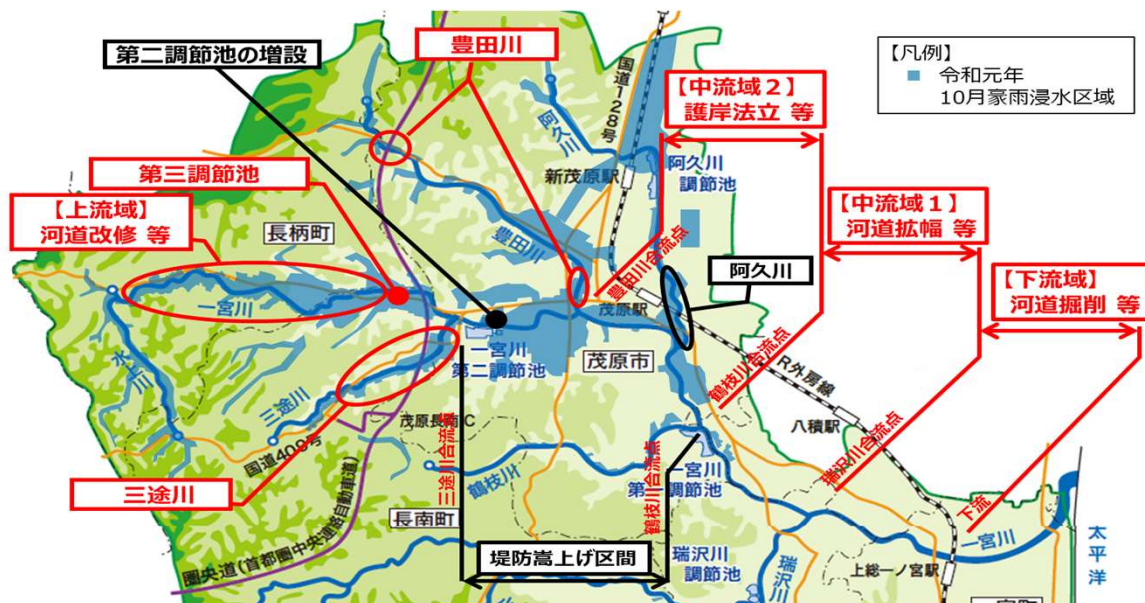 第二調節池の増設
豊田川
【凡例】
令和元年
10月豪雨浸水区域
国道128号
【中流域2】
護岸法立 等
阿久川
阿久川
調節池
新茂原駅
第三調節池
【上流域】
河道改修 等
長柄町
豊田川
【中流域1】
河道拡幅 等
豊田川合流点
阿久川
【下流域】
河道掘削 等
一宮川
茂原駅
一宮川
第二調節池
茂原市
水上川
三途川
茂原長南IC
国道409号
三途川合流点
鶴枝川
鶴枝川合流点
一宮川
第一調節池
鶴枝川合流点
JR外房線
八積駅
瑞沢川合流点
下流
三途川
長南町
圏央道(首都圏中央連絡自動車道)
堤防嵩上げ区間
瑞沢川
調節池
瑞沢川
一宮川
上総一ノ宮駅
太平洋